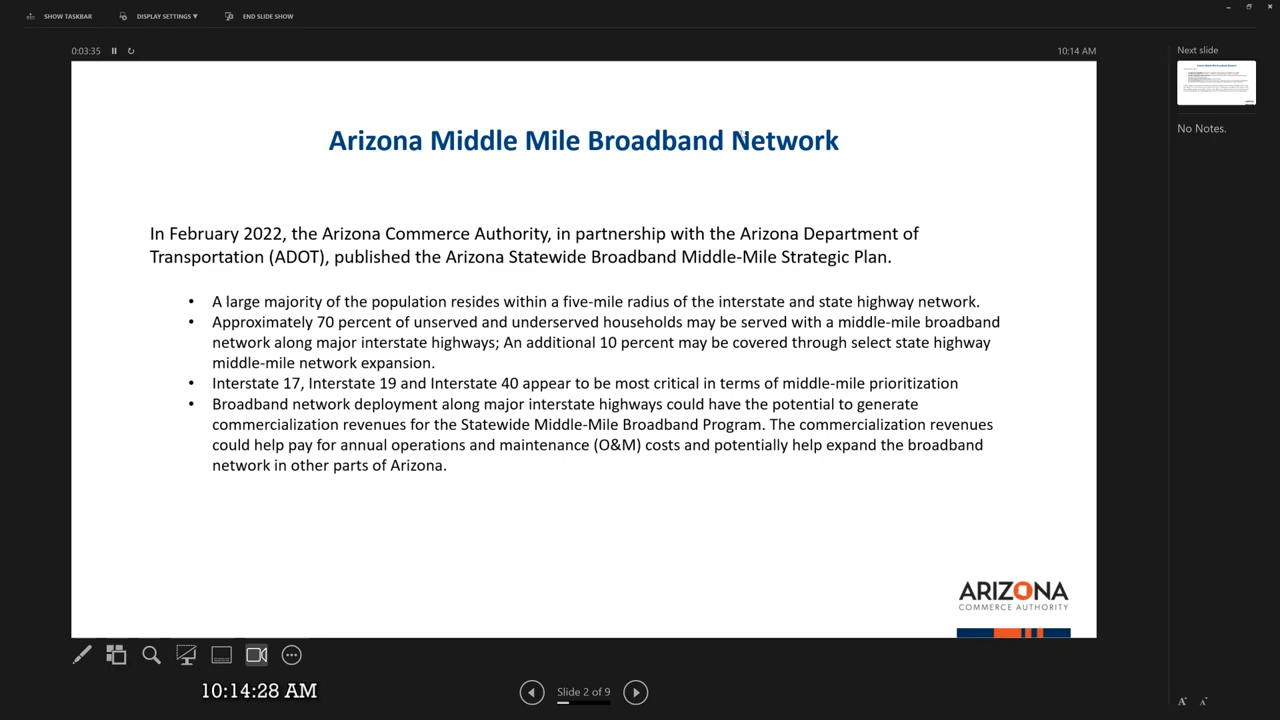 SHOW TASKBAR DISPLAY SETTINGS ▼ END SLIDE SHOW
0:03:35 10:14 AM
Next slide
No Notes.
Arizona Middle Mile Broadband Network
In February 2022, the Arizona Commerce Authority, in partnership with the Arizona Department of
Transportation (ADOT), published the Arizona Statewide Broadband Middle-Mile Strategic Plan.
• A large majority of the population resides within a five-mile radius of the interstate and state highway network.
• Approximately 70 percent of unserved and underserved households may be served with a middle-mile broadband
network along major interstate highways; An additional 10 percent may be covered through select state highway
middle-mile network expansion.
• Interstate 17, Interstate 19 and Interstate 40 appear to be most critical in terms of middle-mile prioritization
• Broadband network deployment along major interstate highways could have the potential to generate
commercialization revenues for the Statewide Middle-Mile Broadband Program. The commercialization revenues
could help pay for annual operations and maintenance (O&M) costs and potentially help expand the broadband
network in other parts of Arizona.
ARIZONA
COMMERCE AUTHORITY
10:14:28 AM
Slide 2 of 9
A A